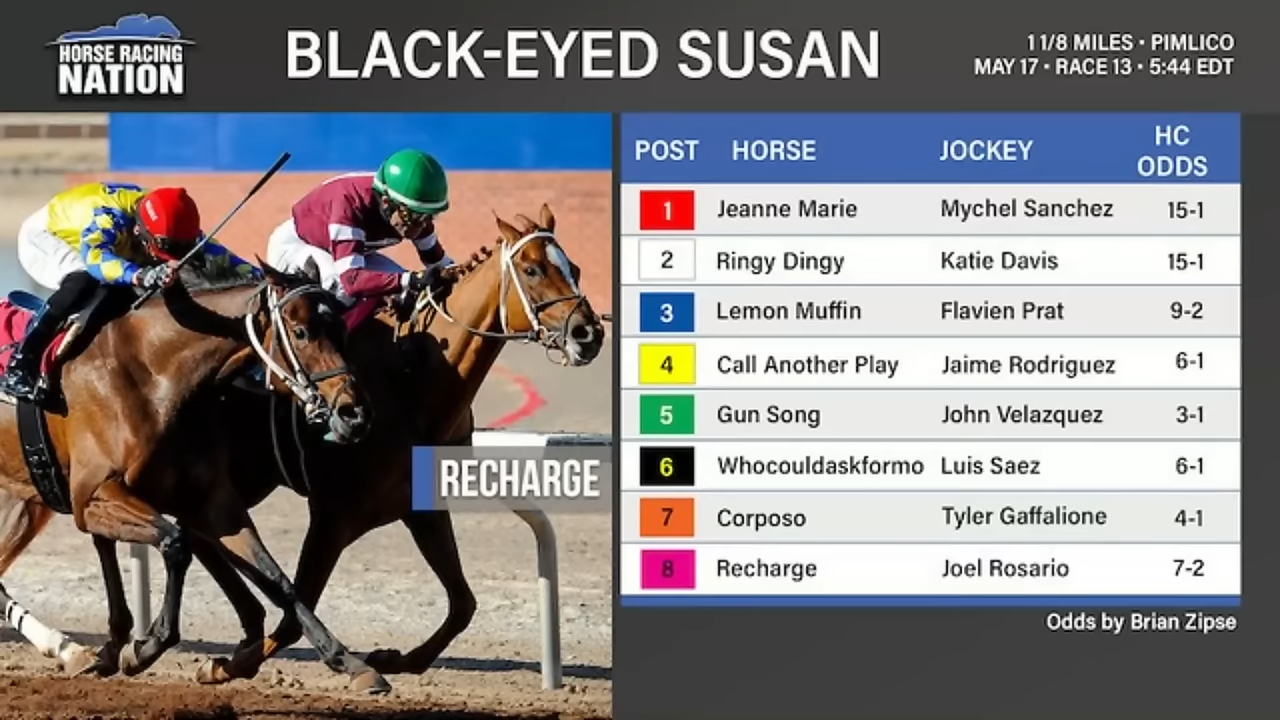 HORSE RACING
NATION
BLACK-EYED SUSAN
1 1/8 MILES • PIMLICO
MAY 17 • RACE 13 • 5:44 EDT
POST HORSE JOCKEY HC ODDS
1 Jeanne Marie Mychel Sanchez 15-1
2 Ringy Dingy Katie Davis 15-1
3 Lemon Muffin Flavien Prat 9-2
4 Call Another Play Jaime Rodriguez 6-1
5 Gun Song John Velazquez 3-1
6 Whocouldaskformo Luis Saez 6-1
7 Corposo Tyler Gaffalione 4-1
8 Recharge Joel Rosario 7-2
RECHARGE
Odds by Brian Zipse